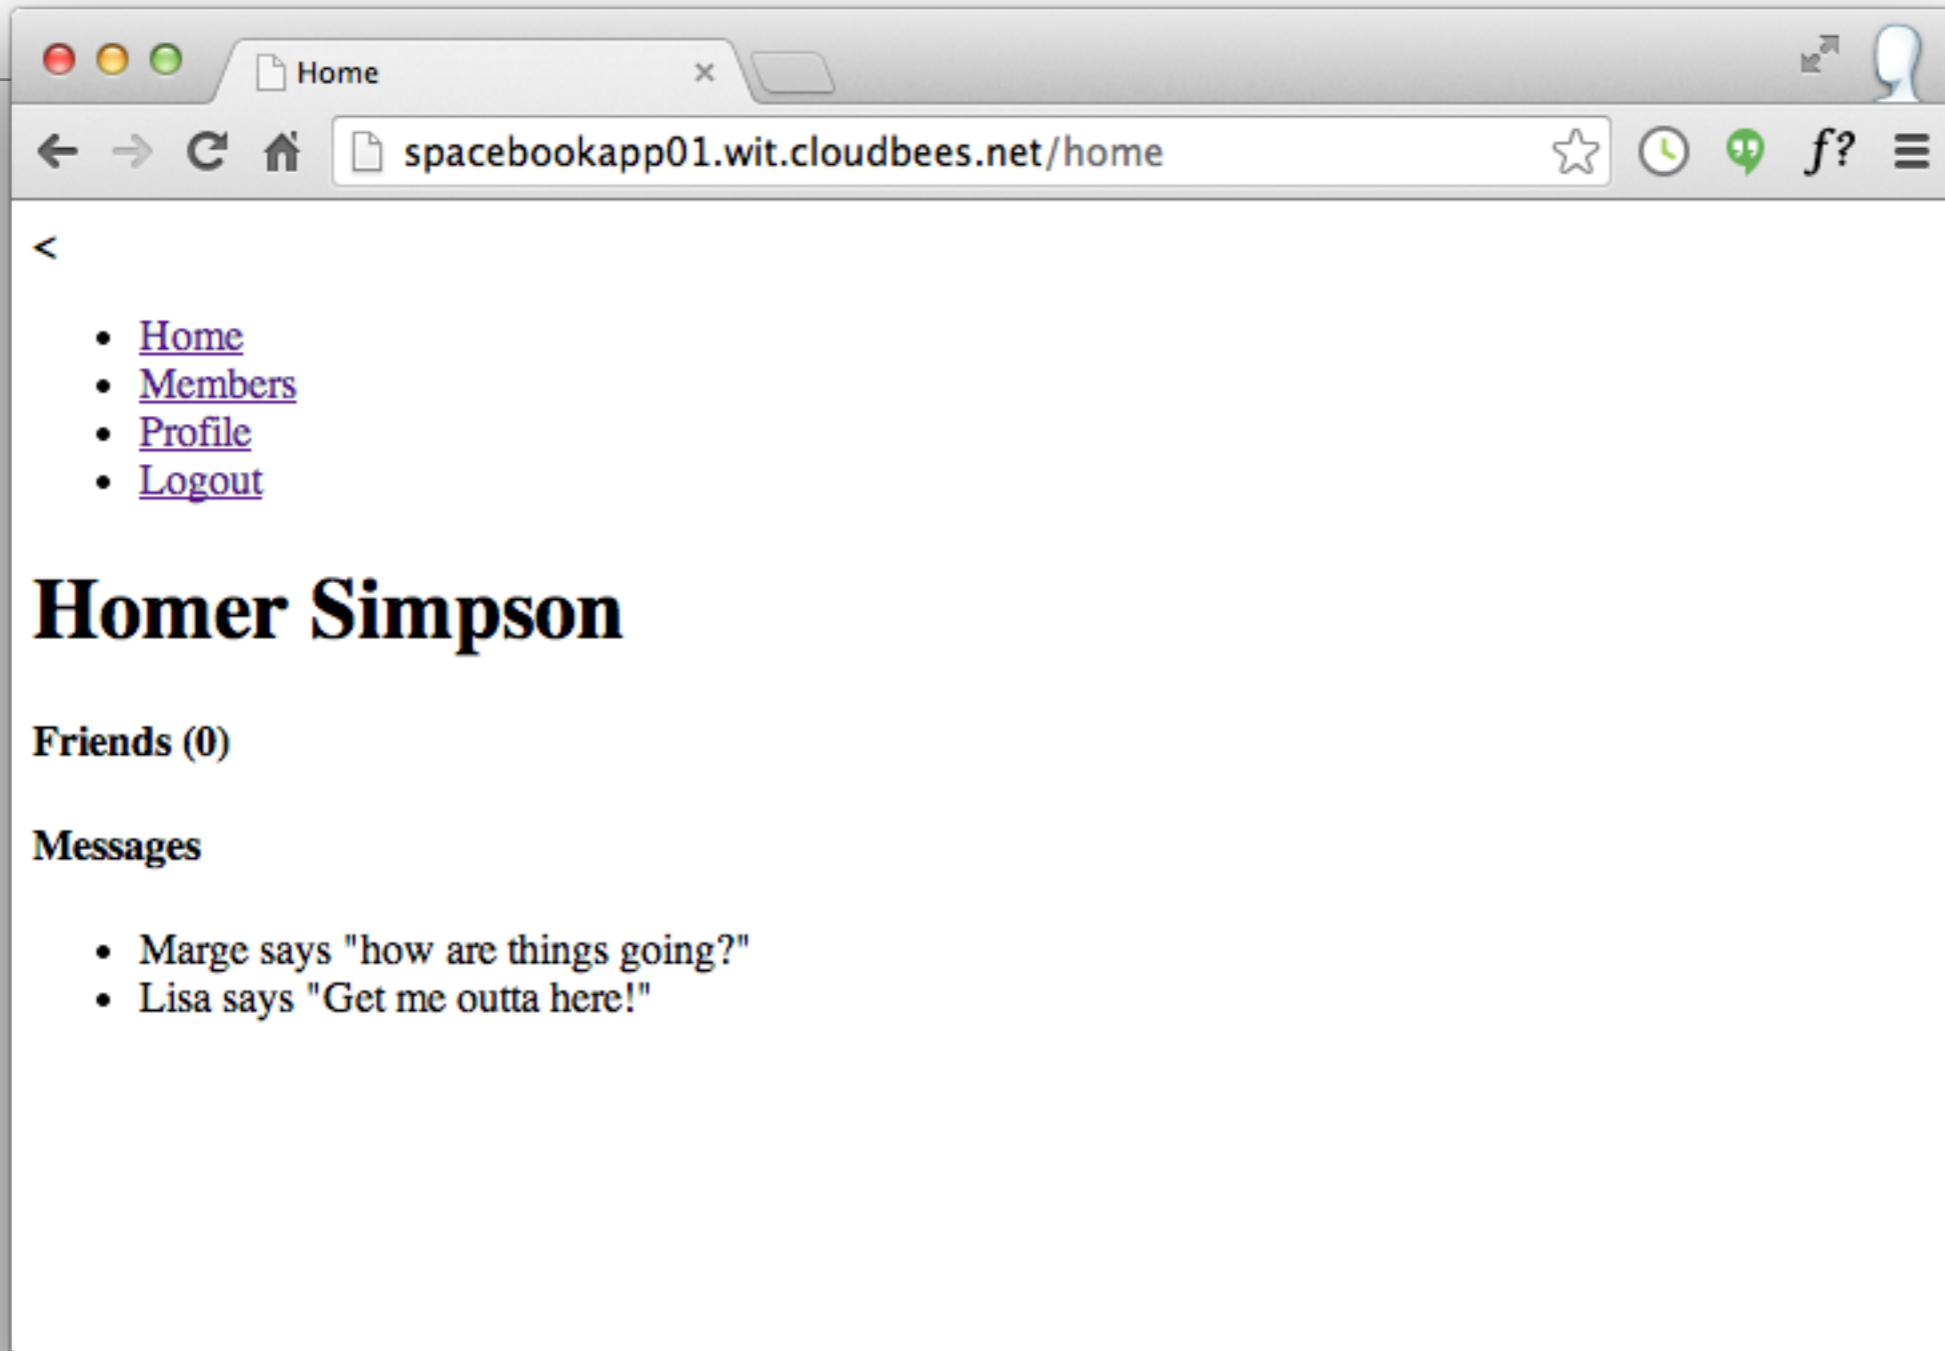 Home
spacebookapp01.wit.cloudbees.net/home
f?
<
Home
Members
Profile
Logout
Homer Simpson
Friends (0)
Messages
Marge says "how are things going?"
Lisa says "Get me outta here!"